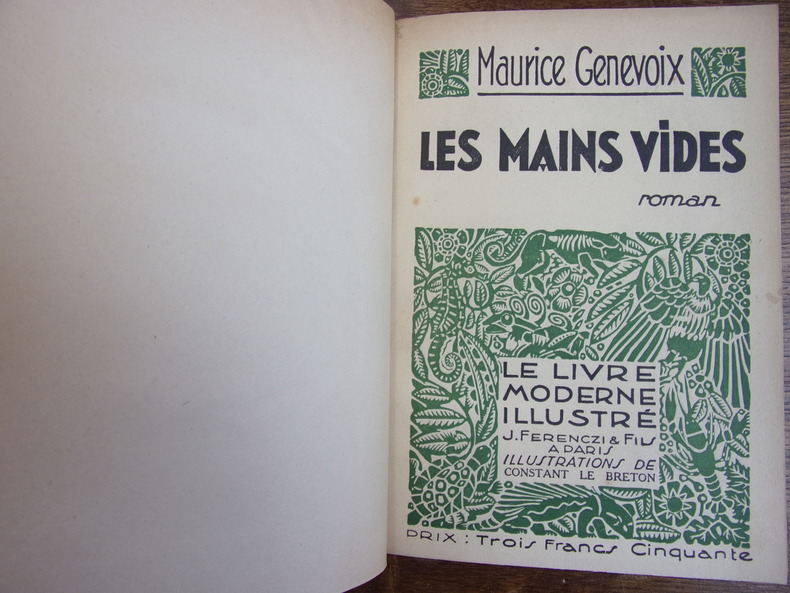 Maurice Genevoix
LES MAINS VIDES
roman
LE LIVRE
MODERNE
ILLUSTRÉ
J. FERENCZI & FILS
A PARIS
ILLUSTRATIONS DE
CONSTANT LE BRETON
PRIX : Trois Francs Cinquante